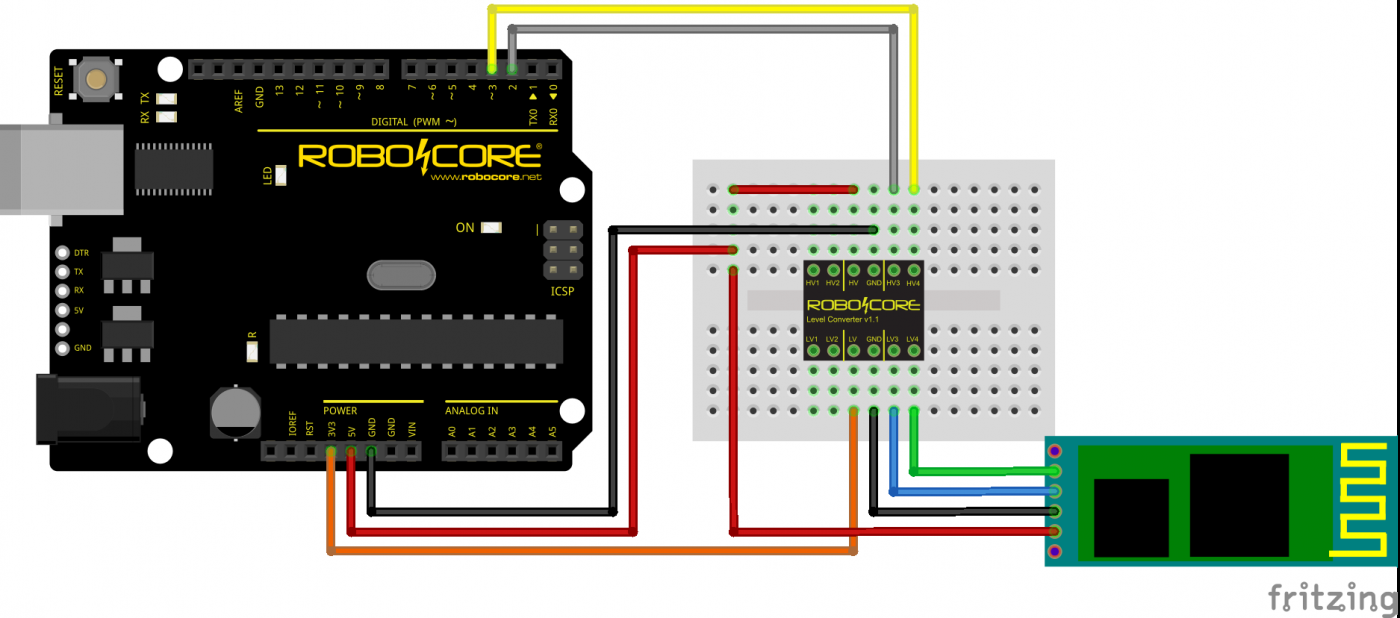 RESET
TX
RX
AREF
GND
13
12
~ 11
~ 10
~ 9
8
7
~ 6
~ 5
4
~ 3
2
TX0 ▶ 1
RX0 ◀ 0
DIGITAL (PWM ~)
ROBOCORE®
www.robocore.net
LED
ON
ICSP
DTR
TX
RX
5V
GND
R
POWER
ANALOG IN
IOREF
RST
3V3
5V
GND
GND
VIN
A0
A1
A2
A3
A4
A5
HV1 HV2 HV GND HV3 HV4
ROBOCORE
Level Converter v1.1
LV1 LV2 LV GND LV3 LV4
fritzing